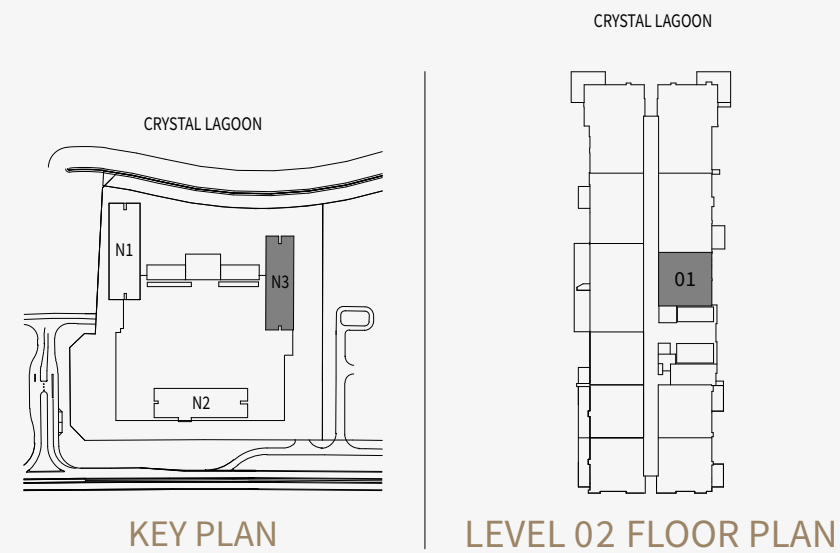 CRYSTAL LAGOON
N1
N3
N2
KEY PLAN
CRYSTAL LAGOON
01
LEVEL 02 FLOOR PLAN